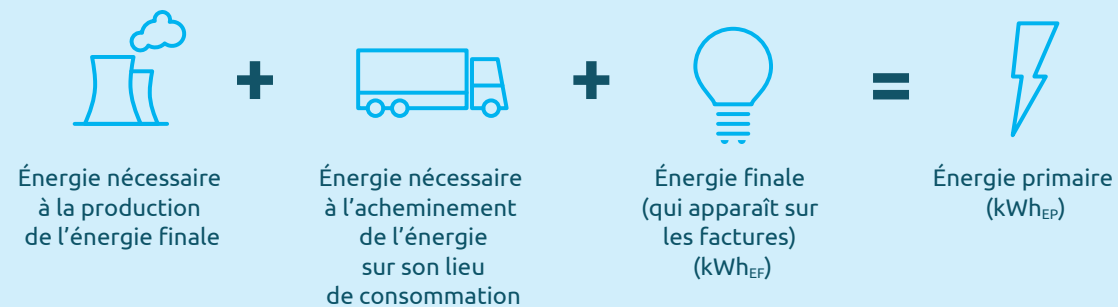 Énergie nécessaire
à la production
de l’énergie finale
Énergie nécessaire
à l’acheminement
de l’énergie
sur son lieu
de consommation
Énergie finale
(qui apparaît sur
les factures)
(kWhEF)
Énergie primaire
(kWhEP)